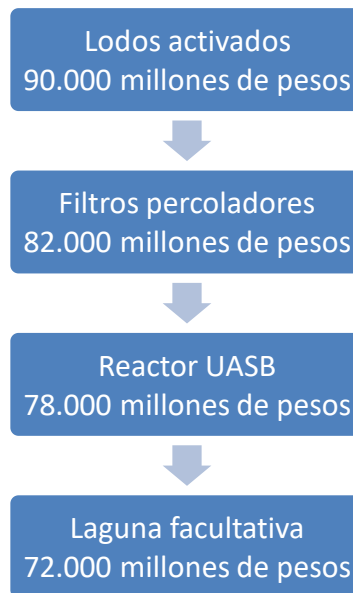 Lodos activados
90.000 millones de pesos
Filtros percoladores
82.000 millones de pesos
Reactor UASB
78.000 millones de pesos
Laguna facultativa
72.000 millones de pesos